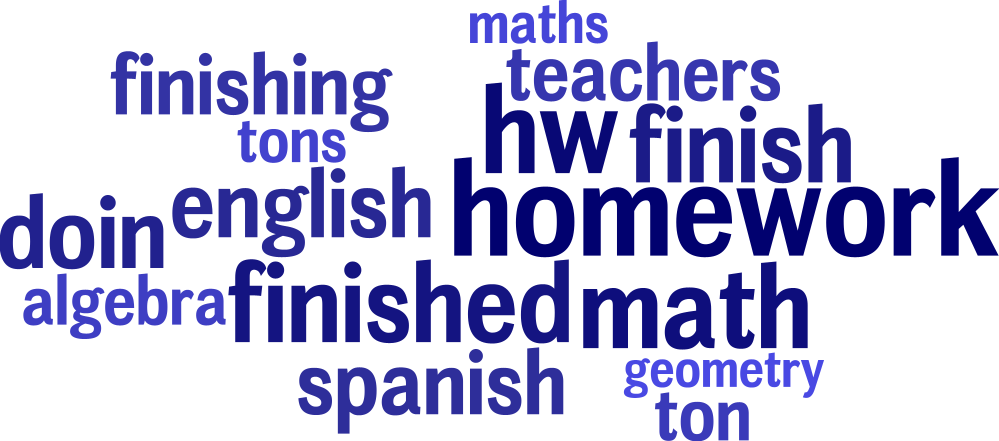 maths
teachers
finishing
hw finish
tons
english homework
doin
algebra finished math
spanish geometry
ton